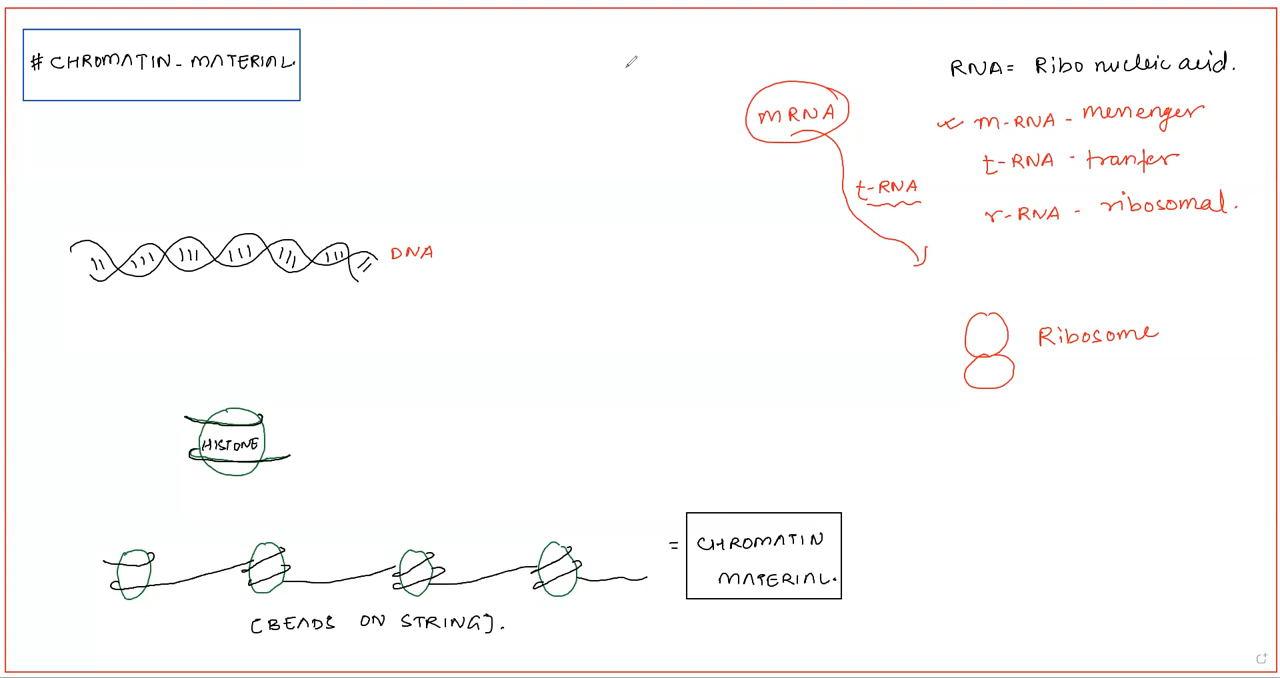 # CHROMATIN - MATERIAL
RNA = Ribo nucleic acid.
mRNA
m-RNA - messenger
t-RNA - tranfer
t-RNA
r-RNA - ribosomal.
DNA
Ribosome
HISTONE
= CHROMATIN
MATERIAL.
[BEADS ON STRING].